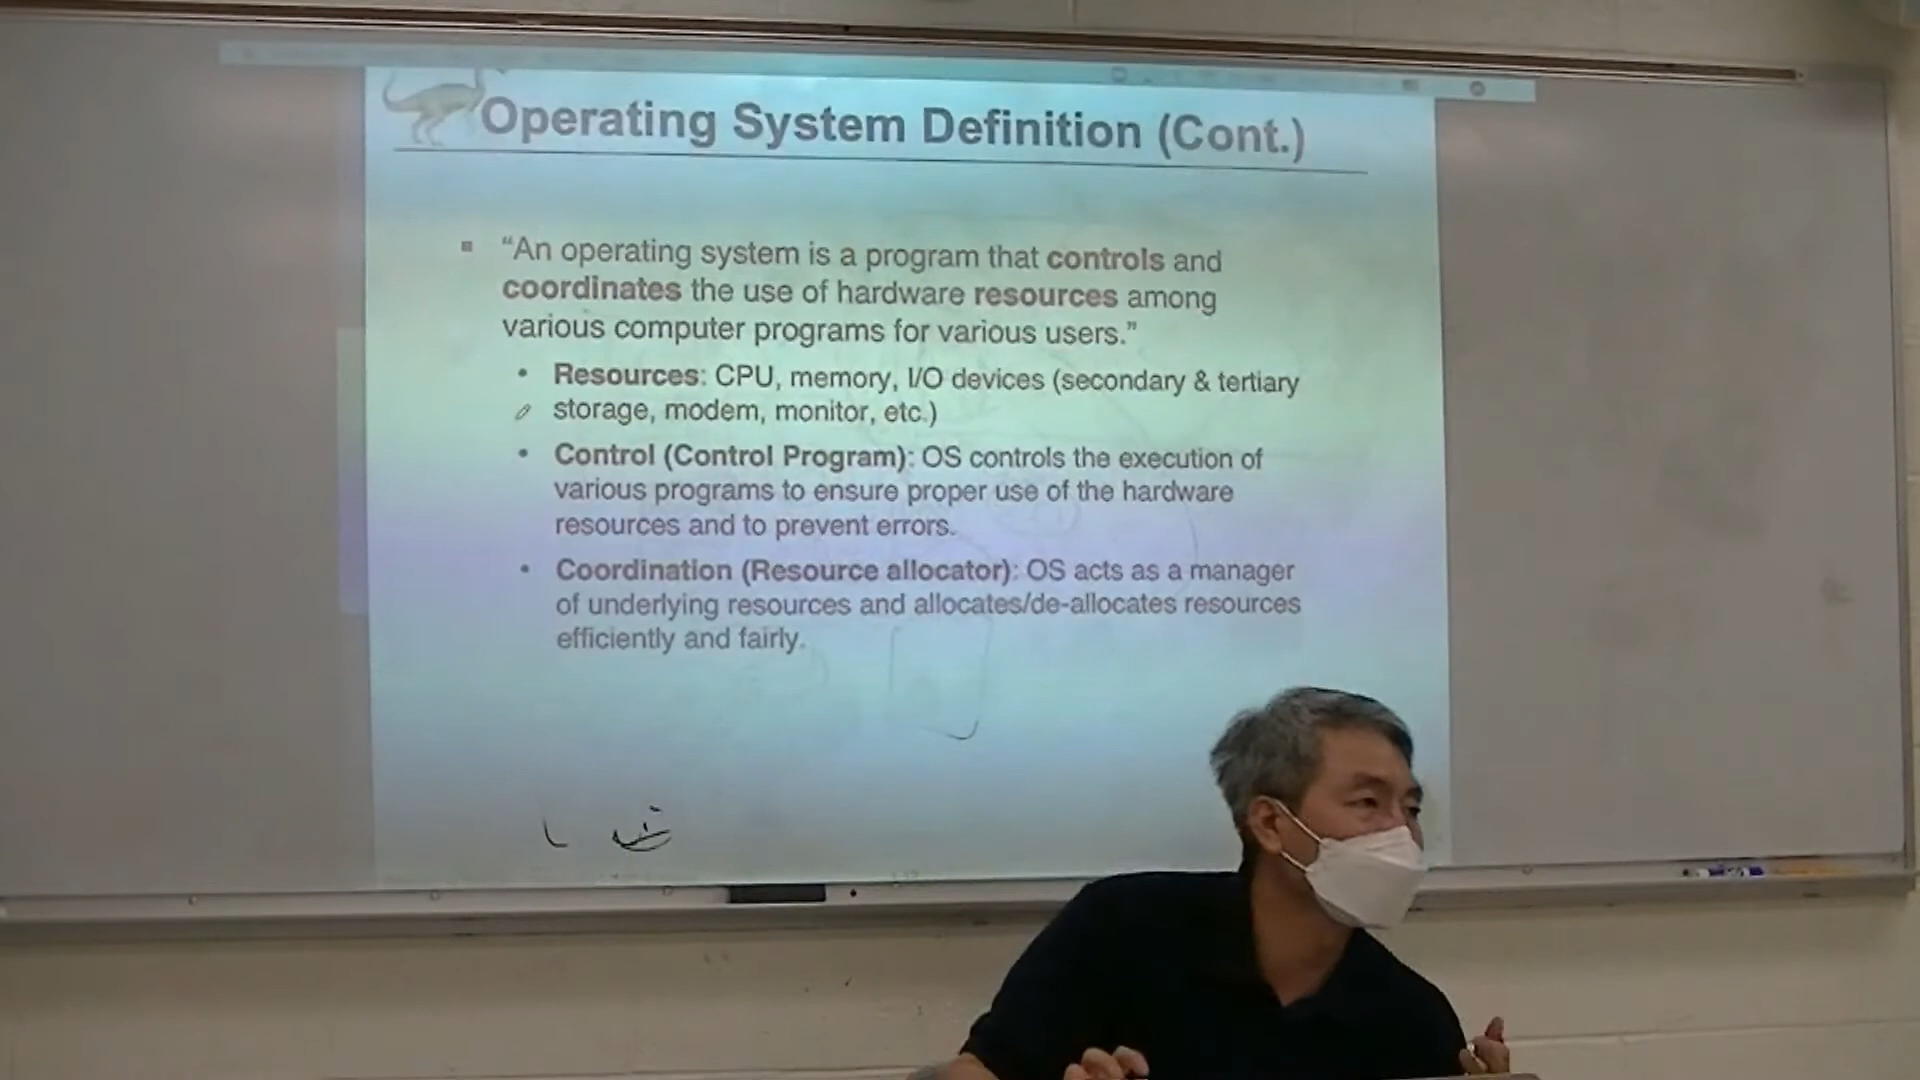 Operating System Definition (Cont.)
“An operating system is a program that controls and
coordinates the use of hardware resources among
various computer programs for various users.”
• Resources: CPU, memory, I/O devices (secondary & tertiary
storage, modem, monitor, etc.)
• Control (Control Program): OS controls the execution of
various programs to ensure proper use of the hardware
resources and to prevent errors.
• Coordination (Resource allocator): OS acts as a manager
of underlying resources and allocates/de-allocates resources
efficiently and fairly.